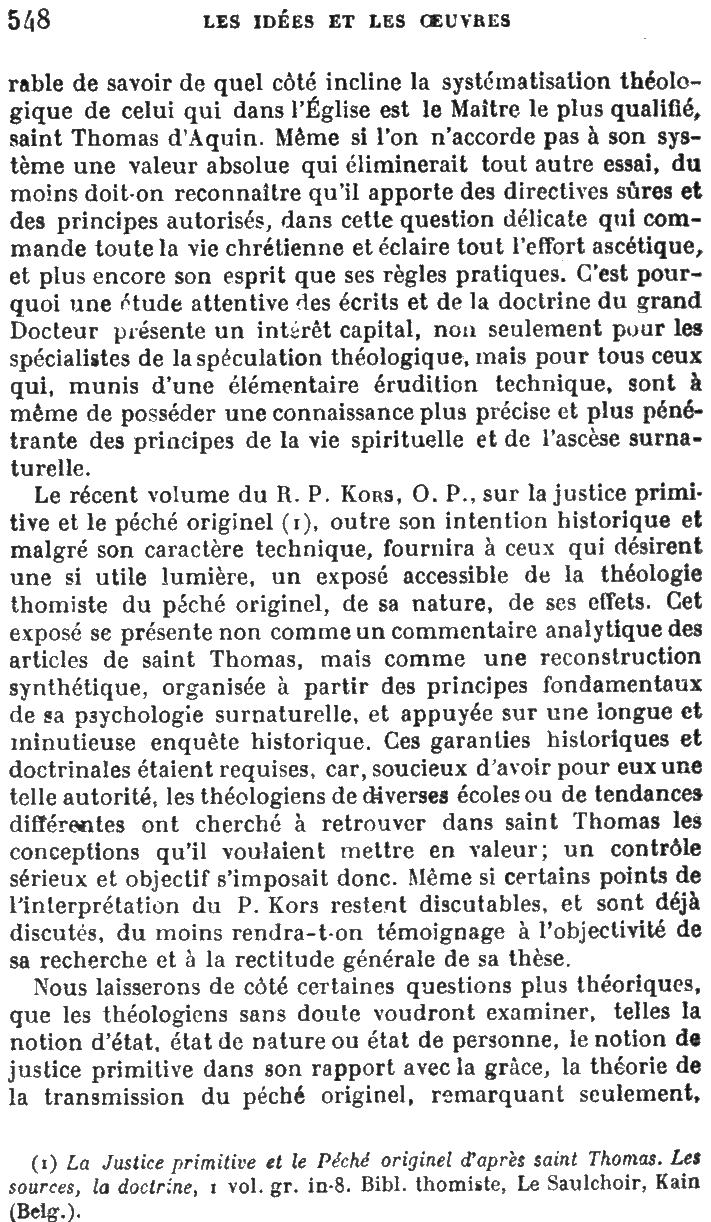 548 LES IDÉES ET LES ŒUVRES
rable de savoir de quel côté incline la systématisation théolo-
gique de celui qui dans l'Église est le Maître le plus qualifié,
saint Thomas d'Aquin. Même si l'on n'accorde pas à son sys-
tème une valeur absolue qui éliminerait tout autre essai, du
moins doit-on reconnaître qu'il apporte des directives sûres et
des principes autorisés, dans cette question délicate qui com-
mande toute la vie chrétienne et éclaire tout l'effort ascétique,
et plus encore son esprit que ses règles pratiques. C'est pour-
quoi une étude attentive des écrits et de la doctrine du grand
Docteur présente un intérêt capital, non seulement pour les
spécialistes de la spéculation théologique, mais pour tous ceux
qui, munis d'une élémentaire érudition technique, sont à
même de posséder une connaissance plus précise et plus péné-
trante des principes de la vie spirituelle et de l'ascèse surna-
turelle.
Le récent volume du R. P. KORS, O. P., sur la justice primi-
tive et le péché originel (1), outre son intention historique et
malgré son caractère technique, fournira à ceux qui désirent
une si utile lumière, un exposé accessible de la théologie
thomiste du péché originel, de sa nature, de ses effets. Cet
exposé se présente non comme un commentaire analytique des
articles de saint Thomas, mais comme une reconstruction
synthétique, organisée à partir des principes fondamentaux
de sa psychologie surnaturelle, et appuyée sur une longue et
minutieuse enquête historique. Ces garanties historiques et
doctrinales étaient requises, car, soucieux d'avoir pour eux une
telle autorité, les théologiens de diverses écoles ou de tendances
différentes ont cherché à retrouver dans saint Thomas les
conceptions qu'il voulaient mettre en valeur; un contrôle
sérieux et objectif s'imposait donc. Même si certains points de
l'interprétation du P. Kors restent discutables, et sont déjà
discutés, du moins rendra-t-on témoignage à l'objectivité de
sa recherche et à la rectitude générale de sa thèse.
Nous laisserons de côté certaines questions plus théoriques,
que les théologiens sans doute voudront examiner, telles la
notion d'état, état de nature ou état de personne, le notion de
justice primitive dans son rapport avec la grâce, la théorie de
la transmission du péché originel, remarquant seulement,
(1) La Justice primitive et le Péché originel d'après saint Thomas. Les
sources, la doctrine, 1 vol. gr. in-8. Bibl. thomiste, Le Saulchoir, Kain
(Belg.).